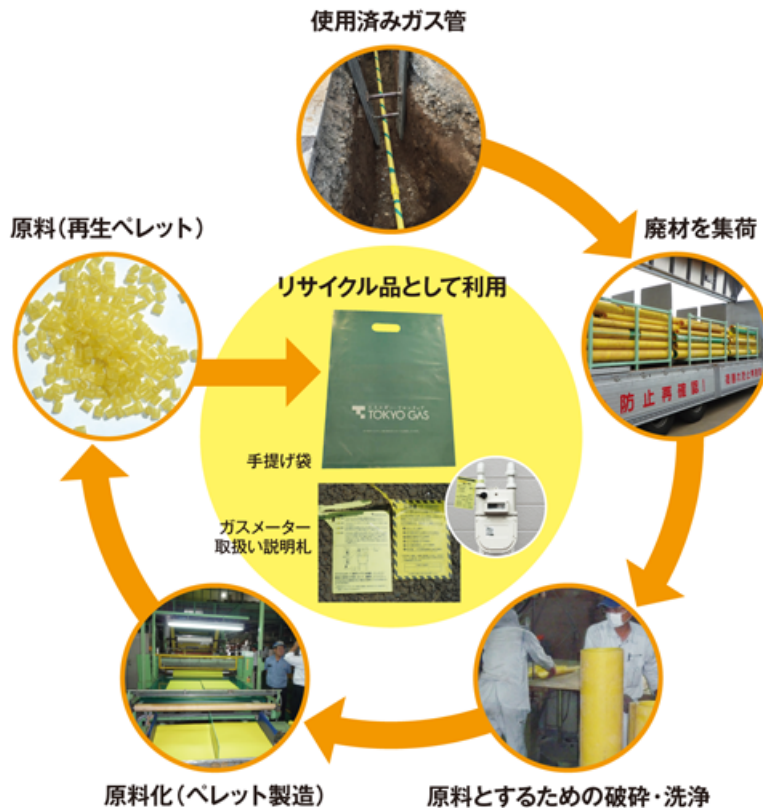 使用済みガス管
廃材を集荷
原料(再生ペレット)
リサイクル品として利用
TOKYO GAS
防止再確認!
手提げ袋
ガスメーター
取扱い説明札
原料化(ペレット製造)
原料とするための破砕・洗浄